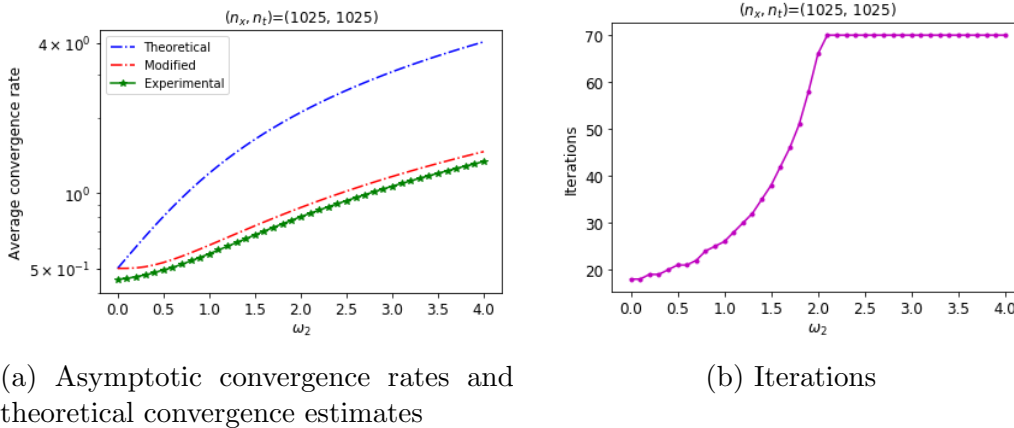 (n_x, n_t)=(1025, 1025)
4 × 10^0
10^0
5 × 10^-1
Average convergence rate
Theoretical
Modified
Experimental
0.0 0.5 1.0 1.5 2.0 2.5 3.0 3.5 4.0
ω_2
(n_x, n_t)=(1025, 1025)
70
60
50
40
30
20
Iterations
0.0 0.5 1.0 1.5 2.0 2.5 3.0 3.5 4.0
ω_2
(a) Asymptotic convergence rates and
theoretical convergence estimates
(b) Iterations